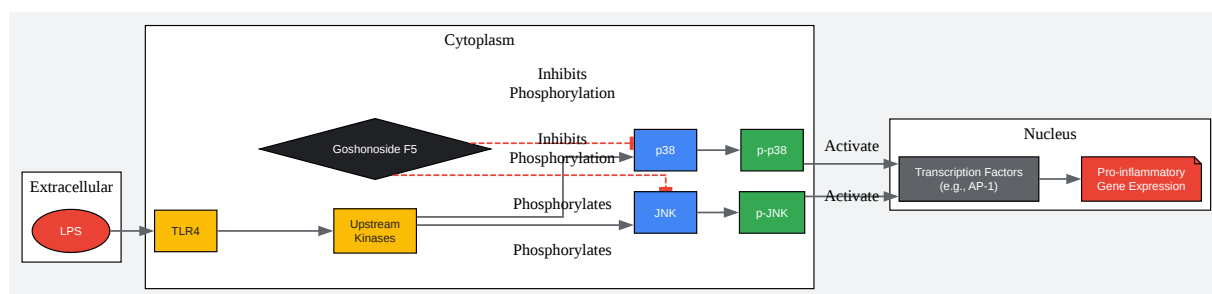 Cytoplasm
Inhibits
Phosphorylation
Extracellular
LPS
TLR4
Goshonoside F5
Upstream
Kinases
Inhibits
Phosphorylation
Phosphorylates
Phosphorylates
p38
JNK
p-p38
p-JNK
Activate
Activate
Nucleus
Transcription Factors
(e.g., AP-1)
Pro-inflammatory
Gene Expression